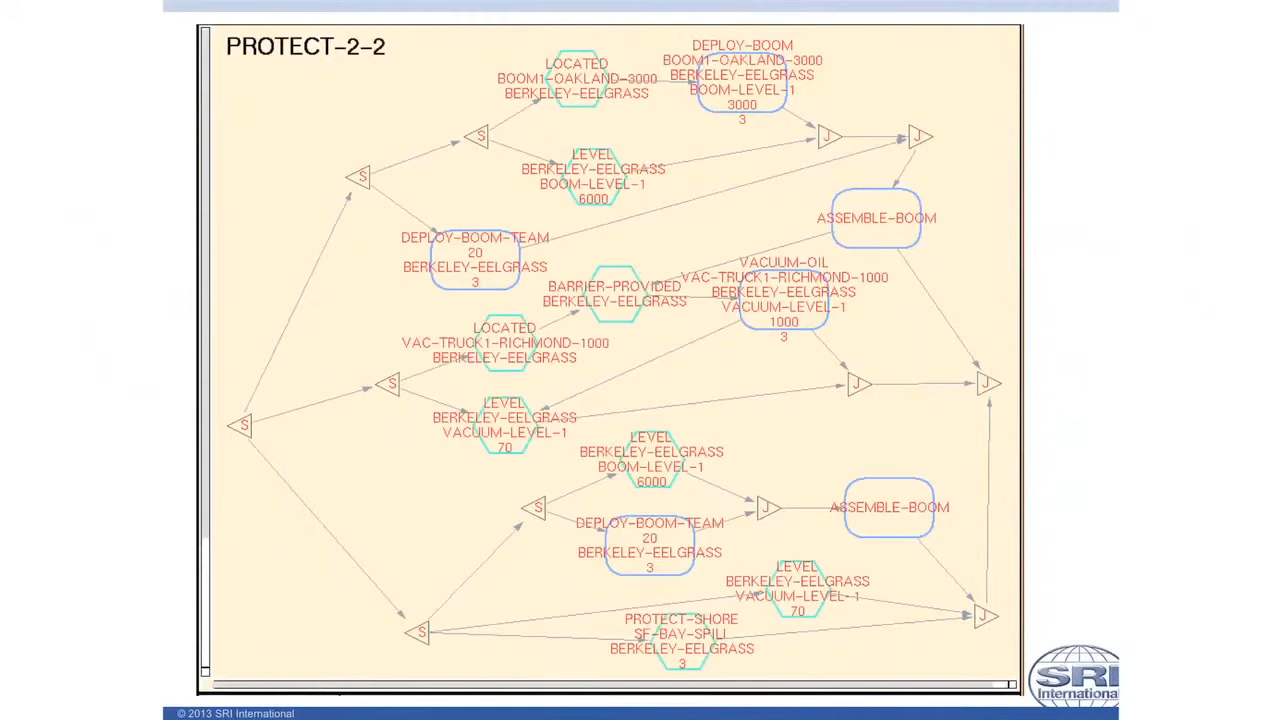 PROTECT-2-2
LOCATED
BOOM1-OAKLAND-3000
BERKELEY-EELGRASS
DEPLOY-BOOM
BOOM1-OAKLAND-3000
BERKELEY-EELGRASS
BOOM-LEVEL-1
3000
3
S
J
J
LEVEL
BERKELEY-EELGRASS
BOOM-LEVEL-1
6000
S
DEPLOY-BOOM-TEAM
20
BERKELEY-EELGRASS
3
ASSEMBLE-BOOM
BARRIER-PROVIDED
BERKELEY-EELGRASS
VACUUM-OIL
VAC-TRUCK1-RICHMOND-1000
BERKELEY-EELGRASS
VACUUM-LEVEL-1
1000
3
LOCATED
VAC-TRUCK1-RICHMOND-1000
BERKELEY-EELGRASS
S
J
J
LEVEL
BERKELEY-EELGRASS
VACUUM-LEVEL-1
70
S
LEVEL
BERKELEY-EELGRASS
BOOM-LEVEL-1
6000
S
J
ASSEMBLE-BOOM
DEPLOY-BOOM-TEAM
20
BERKELEY-EELGRASS
3
LEVEL
BERKELEY-EELGRASS
VACUUM-LEVEL-1
70
J
S
PROTECT-SHORE
SF-BAY-SPILL
BERKELEY-EELGRASS
3
SRI
International
© 2013 SRI International